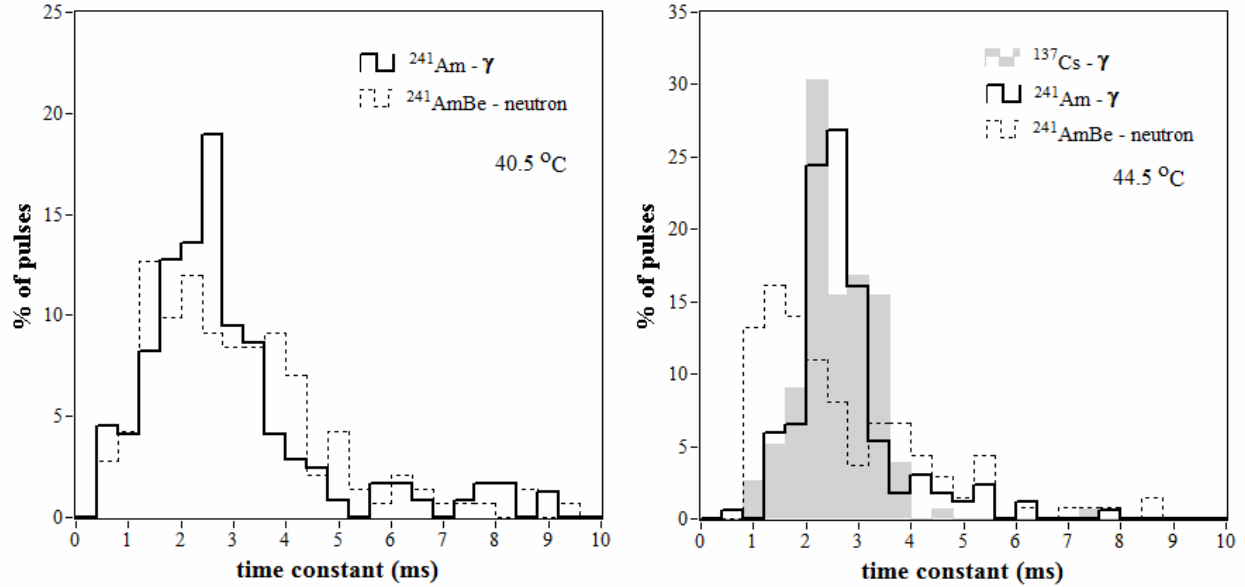 25
20
15
10
5
0
% of pulses
²⁴¹Am - γ
²⁴¹AmBe - neutron
40.5 °C
0 1 2 3 4 5 6 7 8 9 10
time constant (ms)
35
30
25
20
15
10
5
0
% of pulses
¹³⁷Cs - γ
²⁴¹Am - γ
²⁴¹AmBe - neutron
44.5 °C
0 1 2 3 4 5 6 7 8 9 10
time constant (ms)